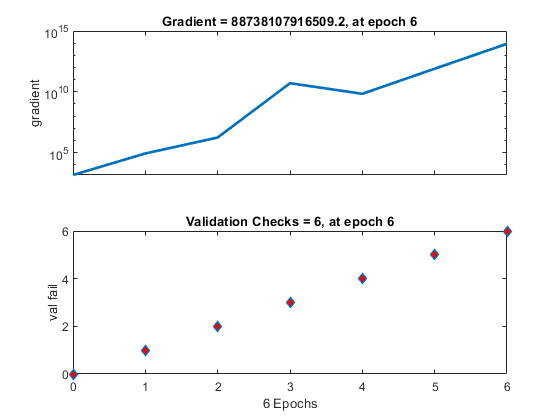 Gradient = 88738107916509.2, at epoch 6
10^15
10^10
10^5
gradient
Validation Checks = 6, at epoch 6
6
4
2
0
val fail
0 1 2 3 4 5 6
6 Epochs